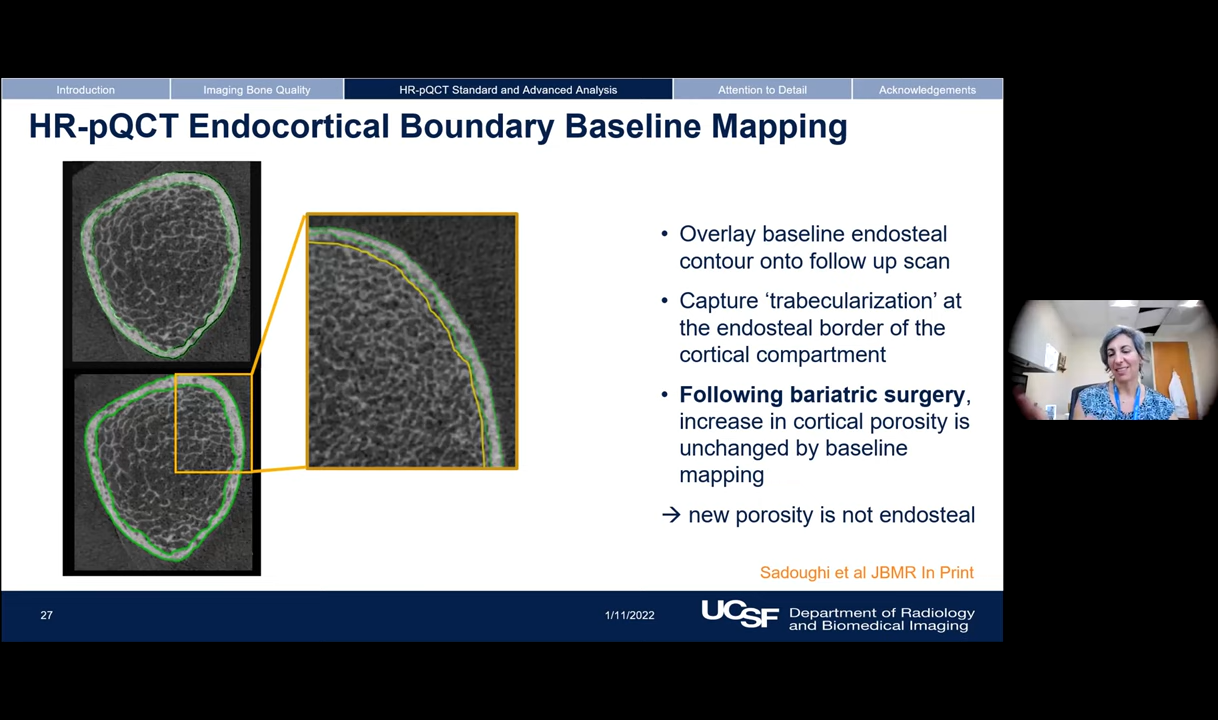 Introduction
Imaging Bone Quality
HR-pQCT Standard and Advanced Analysis
Attention to Detail
Acknowledgements
HR-pQCT Endocortical Boundary Baseline Mapping
• Overlay baseline endosteal
contour onto follow up scan
• Capture ‘trabecularization’ at
the endosteal border of the
cortical compartment
• Following bariatric surgery,
increase in cortical porosity is
unchanged by baseline
mapping
→ new porosity is not endosteal
Sadoughi et al JBMR In Print
27
1/11/2022
UCSF
Department of Radiology
and Biomedical Imaging